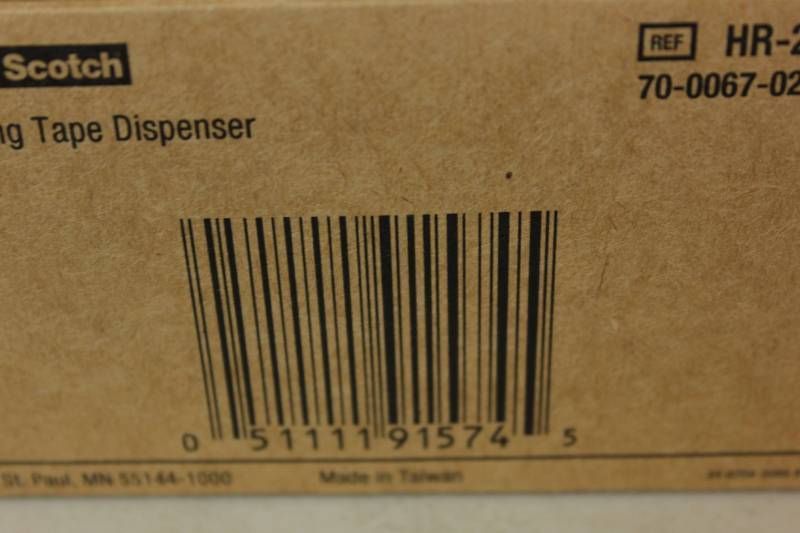 Scotch
ng Tape Dispenser
REF HR-2
70-0067-02
0 51111 91574 5
St. Paul, MN 55144-1000
Made in Taiwan